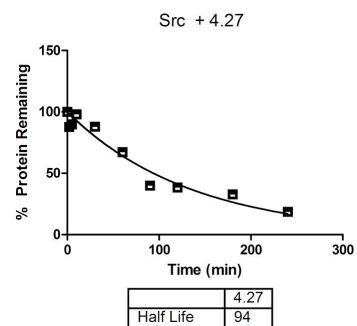 Src + 4.27
150
100
50
0
% Protein Remaining
0 100 200 300
Time (min)
4.27
Half Life 94